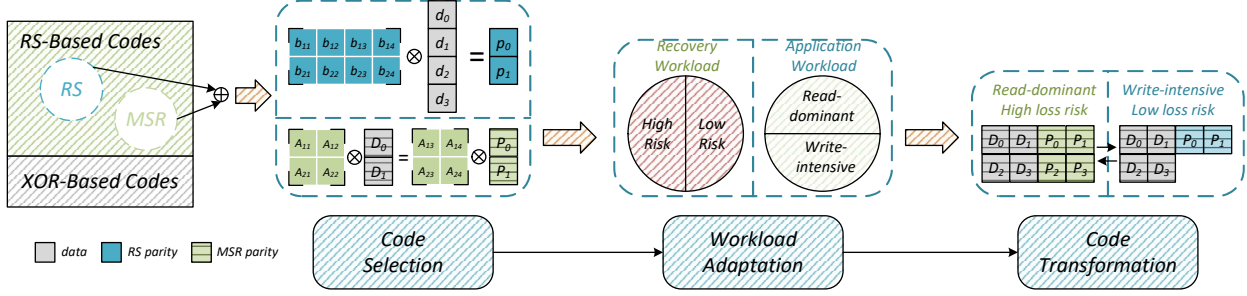 RS-Based Codes
RS
MSR
XOR-Based Codes
⊕
data
RS parity
MSR parity
b11 b12 b13 b14
b21 b22 b23 b24
⊗
d0
d1
d2
d3
=
p0
p1
A11 A12
A21 A22
⊗
D0
D1
=
A13 A14
A23 A24
⊗
P0
P1
Code
Selection
Recovery
Workload
High
Risk
Low
Risk
Application
Workload
Read-
dominant
Write-
intensive
Workload
Adaptation
Read-dominant
High loss risk
D0 D1 P0 P1
D2 D3 P2 P3
Write-intensive
Low loss risk
D0 D1 P0 P1
D2 D3
Code
Transformation